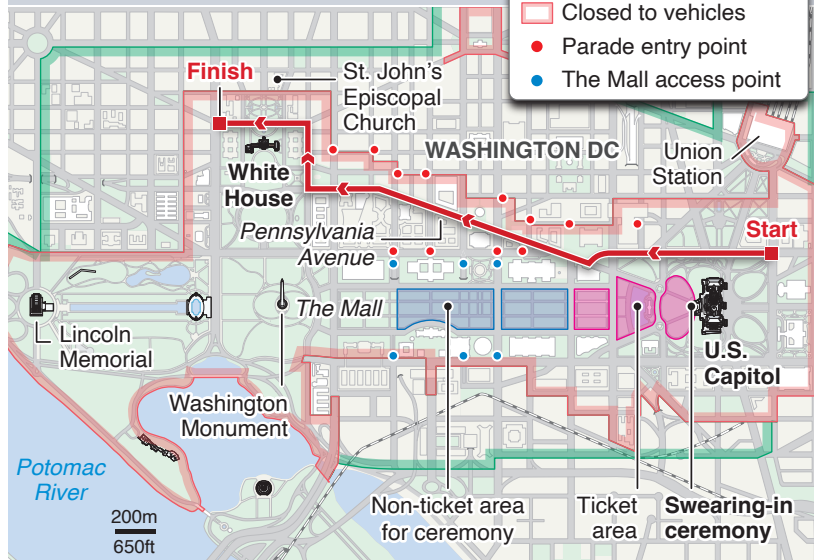 Closed to vehicles
Parade entry point
The Mall access point
Finish
St. John's
Episcopal
Church
WASHINGTON DC
Union
Station
White
House
Pennsylvania
Avenue
Start
The Mall
Lincoln
Memorial
U.S.
Capitol
Washington
Monument
Potomac
River
200m
650ft
Non-ticket area
for ceremony
Ticket
area
Swearing-in
ceremony